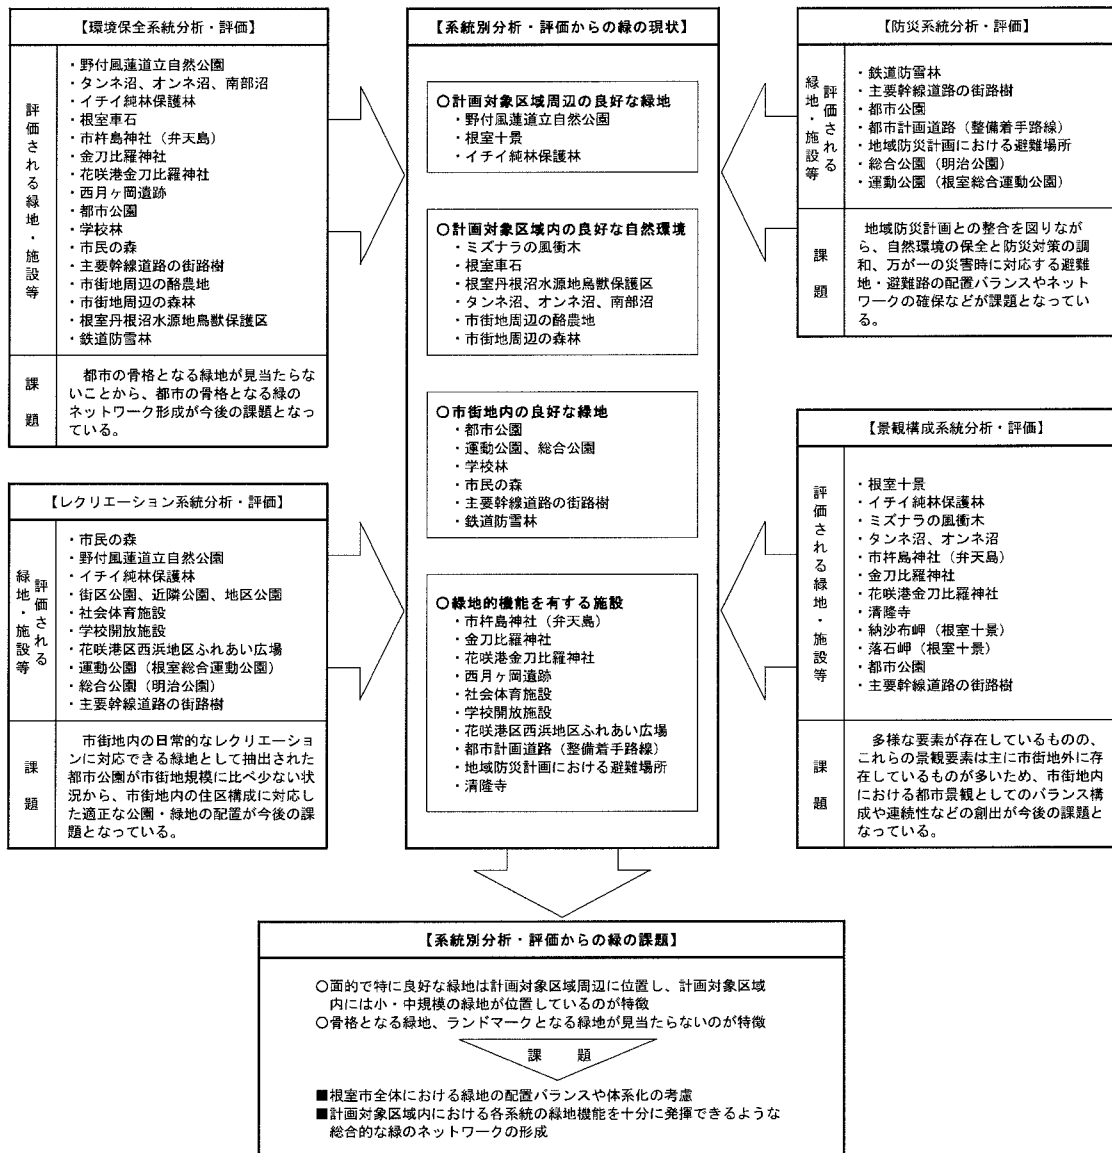 【環境保全系統分析・評価】
評価される緑地・施設等
・野付風蓮道立自然公園
・タンネ沼、オンネ沼、南部沼
・イチイ純林保護林
・根室車石
・市杵島神社（弁天島）
・金刀比羅神社
・花咲港金刀比羅神社
・西月ヶ岡遺跡
・都市公園
・学校林
・市民の森
・主要幹線道路の街路樹
・市街地周辺の酪農地
・市街地周辺の森林
・根室丹根沼水源地鳥獣保護区
・鉄道防雪林
課題
都市の骨格となる緑地が見当たらな
いことから、都市の骨格となる緑の
ネットワーク形成が今後の課題となっ
ている。
【レクリエーション系統分析・評価】
評価される
緑地・施設等
・市民の森
・野付風蓮道立自然公園
・イチイ純林保護林
・街区公園、近隣公園、地区公園
・社会体育施設
・学校開放施設
・花咲港区西浜地区ふれあい広場
・運動公園（根室総合運動公園）
・総合公園（明治公園）
・主要幹線道路の街路樹
課題
市街地内の日常的なレクリエーショ
ンに対応できる緑地として抽出された
都市公園が市街地規模に比べ少ない状
況から、市街地内の住区構成に対応し
た適正な公園・緑地の配置が今後の課
題となっている。
【系統別分析・評価からの緑の現状】
○計画対象区域周辺の良好な緑地
・野付風蓮道立自然公園
・根室十景
・イチイ純林保護林
○計画対象区域内の良好な自然環境
・ミズナラの風衝木
・根室車石
・根室丹根沼水源地鳥獣保護区
・タンネ沼、オンネ沼、南部沼
・市街地周辺の酪農地
・市街地周辺の森林
○市街地内の良好な緑地
・都市公園
・運動公園、総合公園
・学校林
・市民の森
・主要幹線道路の街路樹
・鉄道防雪林
○緑地的機能を有する施設
・市杵島神社（弁天島）
・金刀比羅神社
・花咲港金刀比羅神社
・西月ヶ岡遺跡
・社会体育施設
・学校開放施設
・花咲港区西浜地区ふれあい広場
・都市計画道路（整備着手路線）
・地域防災計画における避難場所
・清隆寺
【防災系統分析・評価】
評価される
緑地・施設等
・鉄道防雪林
・主要幹線道路の街路樹
・都市公園
・都市計画道路（整備着手路線）
・地域防災計画における避難場所
・総合公園（明治公園）
・運動公園（根室総合運動公園）
課題
地域防災計画との整合を図りなが
ら、自然環境の保全と防災対策の調
和、万が一の災害時に対応する避難
地・避難路の配置バランスやネット
ワークの確保などが課題となってい
る。
【景観構成系統分析・評価】
評価される緑地・施設等
・根室十景
・イチイ純林保護林
・ミズナラの風衝木
・タンネ沼、オンネ沼
・市杵島神社（弁天島）
・金刀比羅神社
・花咲港金刀比羅神社
・清隆寺
・納沙布岬（根室十景）
・落石岬（根室十景）
・都市公園
・主要幹線道路の街路樹
課題
多様な要素が存在しているものの、
これらの景観要素は主に市街地外に存
在しているものが多いため、市街地内
における都市景観としてのバランス構
成や連続性などの創出が今後の課題と
なっている。
【系統別分析・評価からの緑の課題】
○面的で特に良好な緑地は計画対象区域周辺に位置し、計画対象区域
内には小・中規模の緑地が位置しているのが特徴
○骨格となる緑地、ランドマークとなる緑地が見当たらないのが特徴
課題
■根室市全体における緑地の配置バランスや体系化の考慮
■計画対象区域内における各系統の緑地機能を十分に発揮できるような
総合的な緑のネットワークの形成